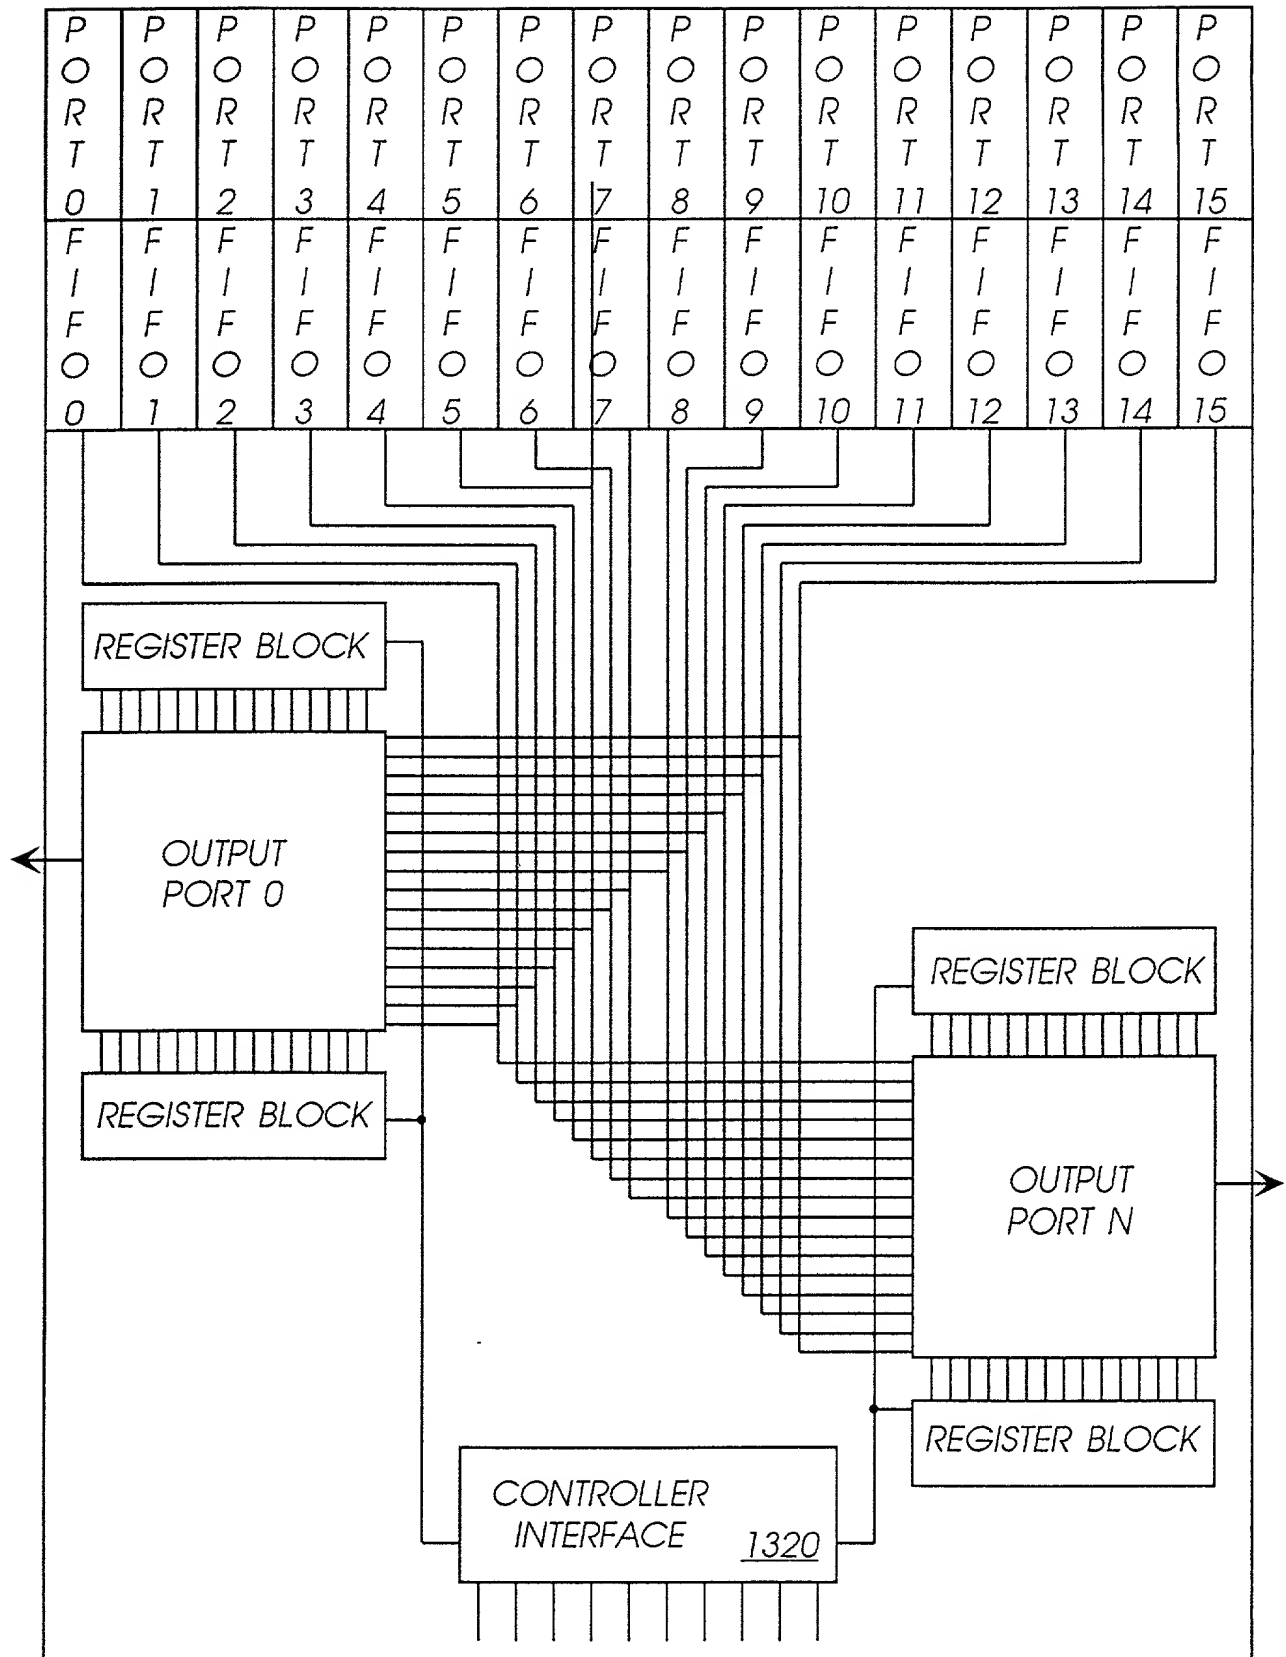 PORT 0 PORT 1 PORT 2 PORT 3 PORT 4 PORT 5 PORT 6 PORT 7 PORT 8 PORT 9 PORT 10 PORT 11 PORT 12 PORT 13 PORT 14 PORT 15
FIFO 0 FIFO 1 FIFO 2 FIFO 3 FIFO 4 FIFO 5 FIFO 6 FIFO 7 FIFO 8 FIFO 9 FIFO 10 FIFO 11 FIFO 12 FIFO 13 FIFO 14 FIFO 15
REGISTER BLOCK
OUTPUT
PORT 0
REGISTER BLOCK
REGISTER BLOCK
OUTPUT
PORT N
REGISTER BLOCK
CONTROLLER
INTERFACE 1320